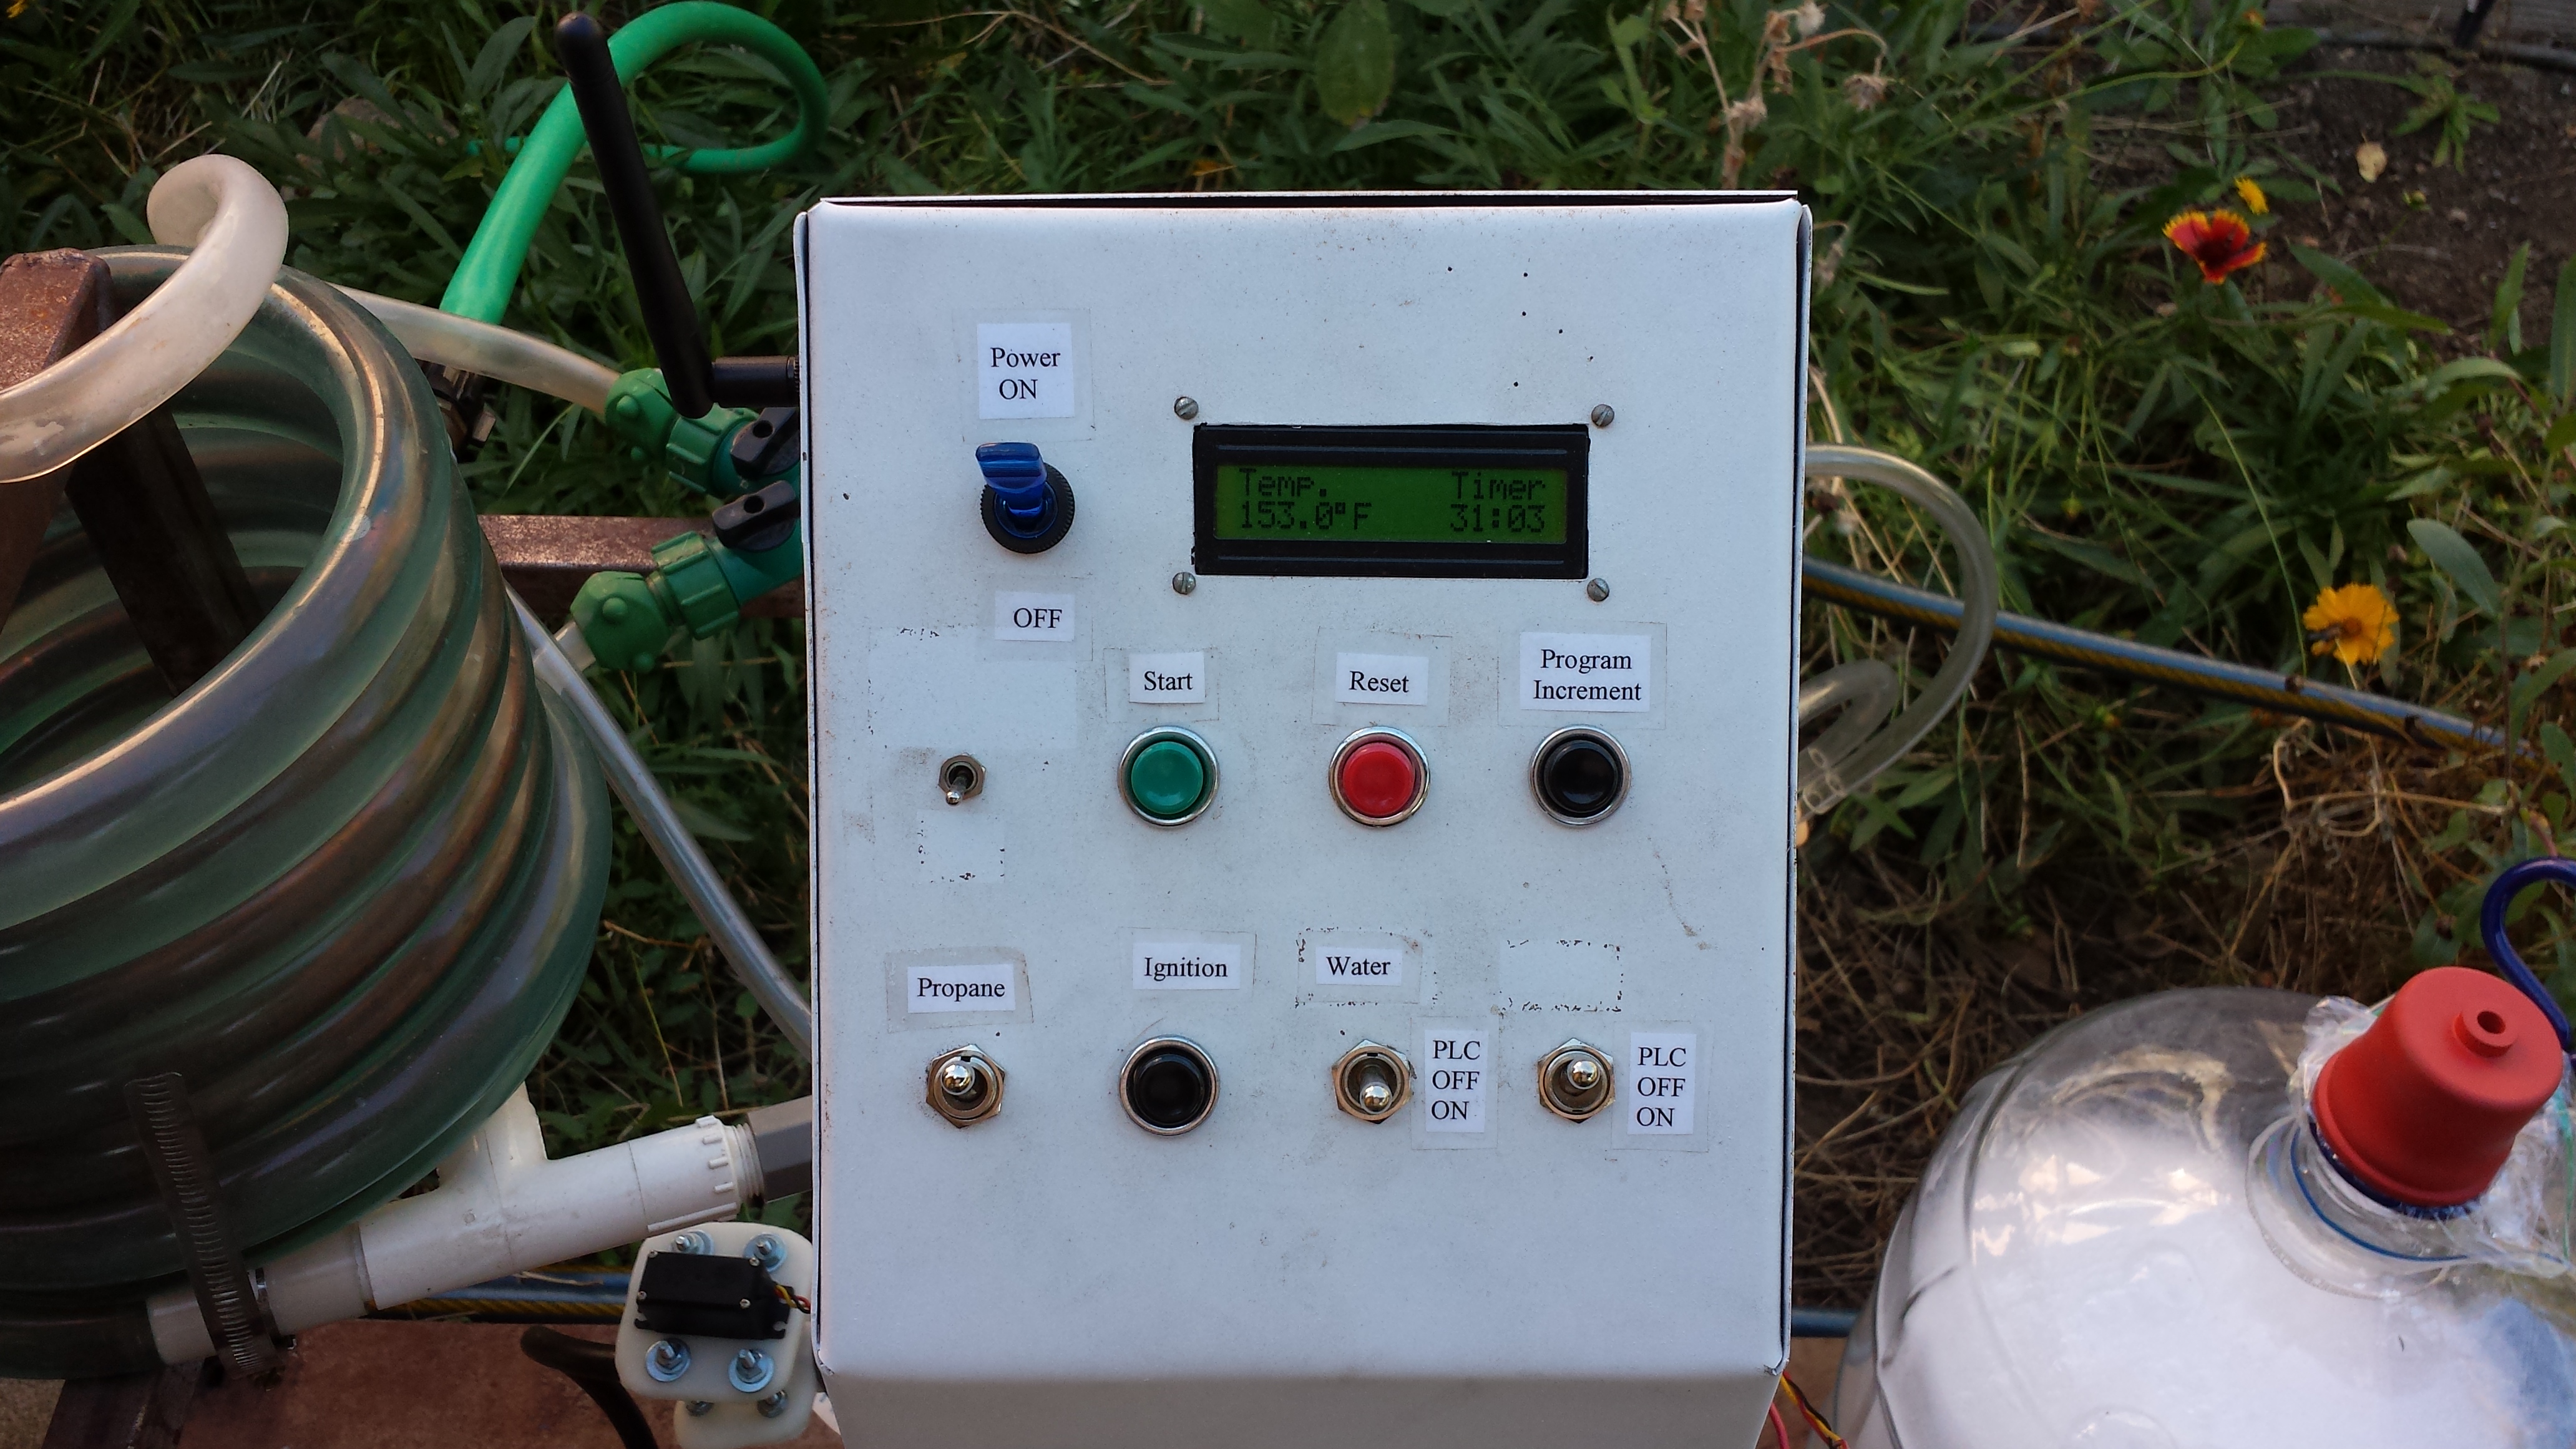 Power
ON
Temp. Timer
153.0°F 31:03
OFF
Start
Reset
Program
Increment
Propane
Ignition
Water
PLC
OFF
ON
PLC
OFF
ON